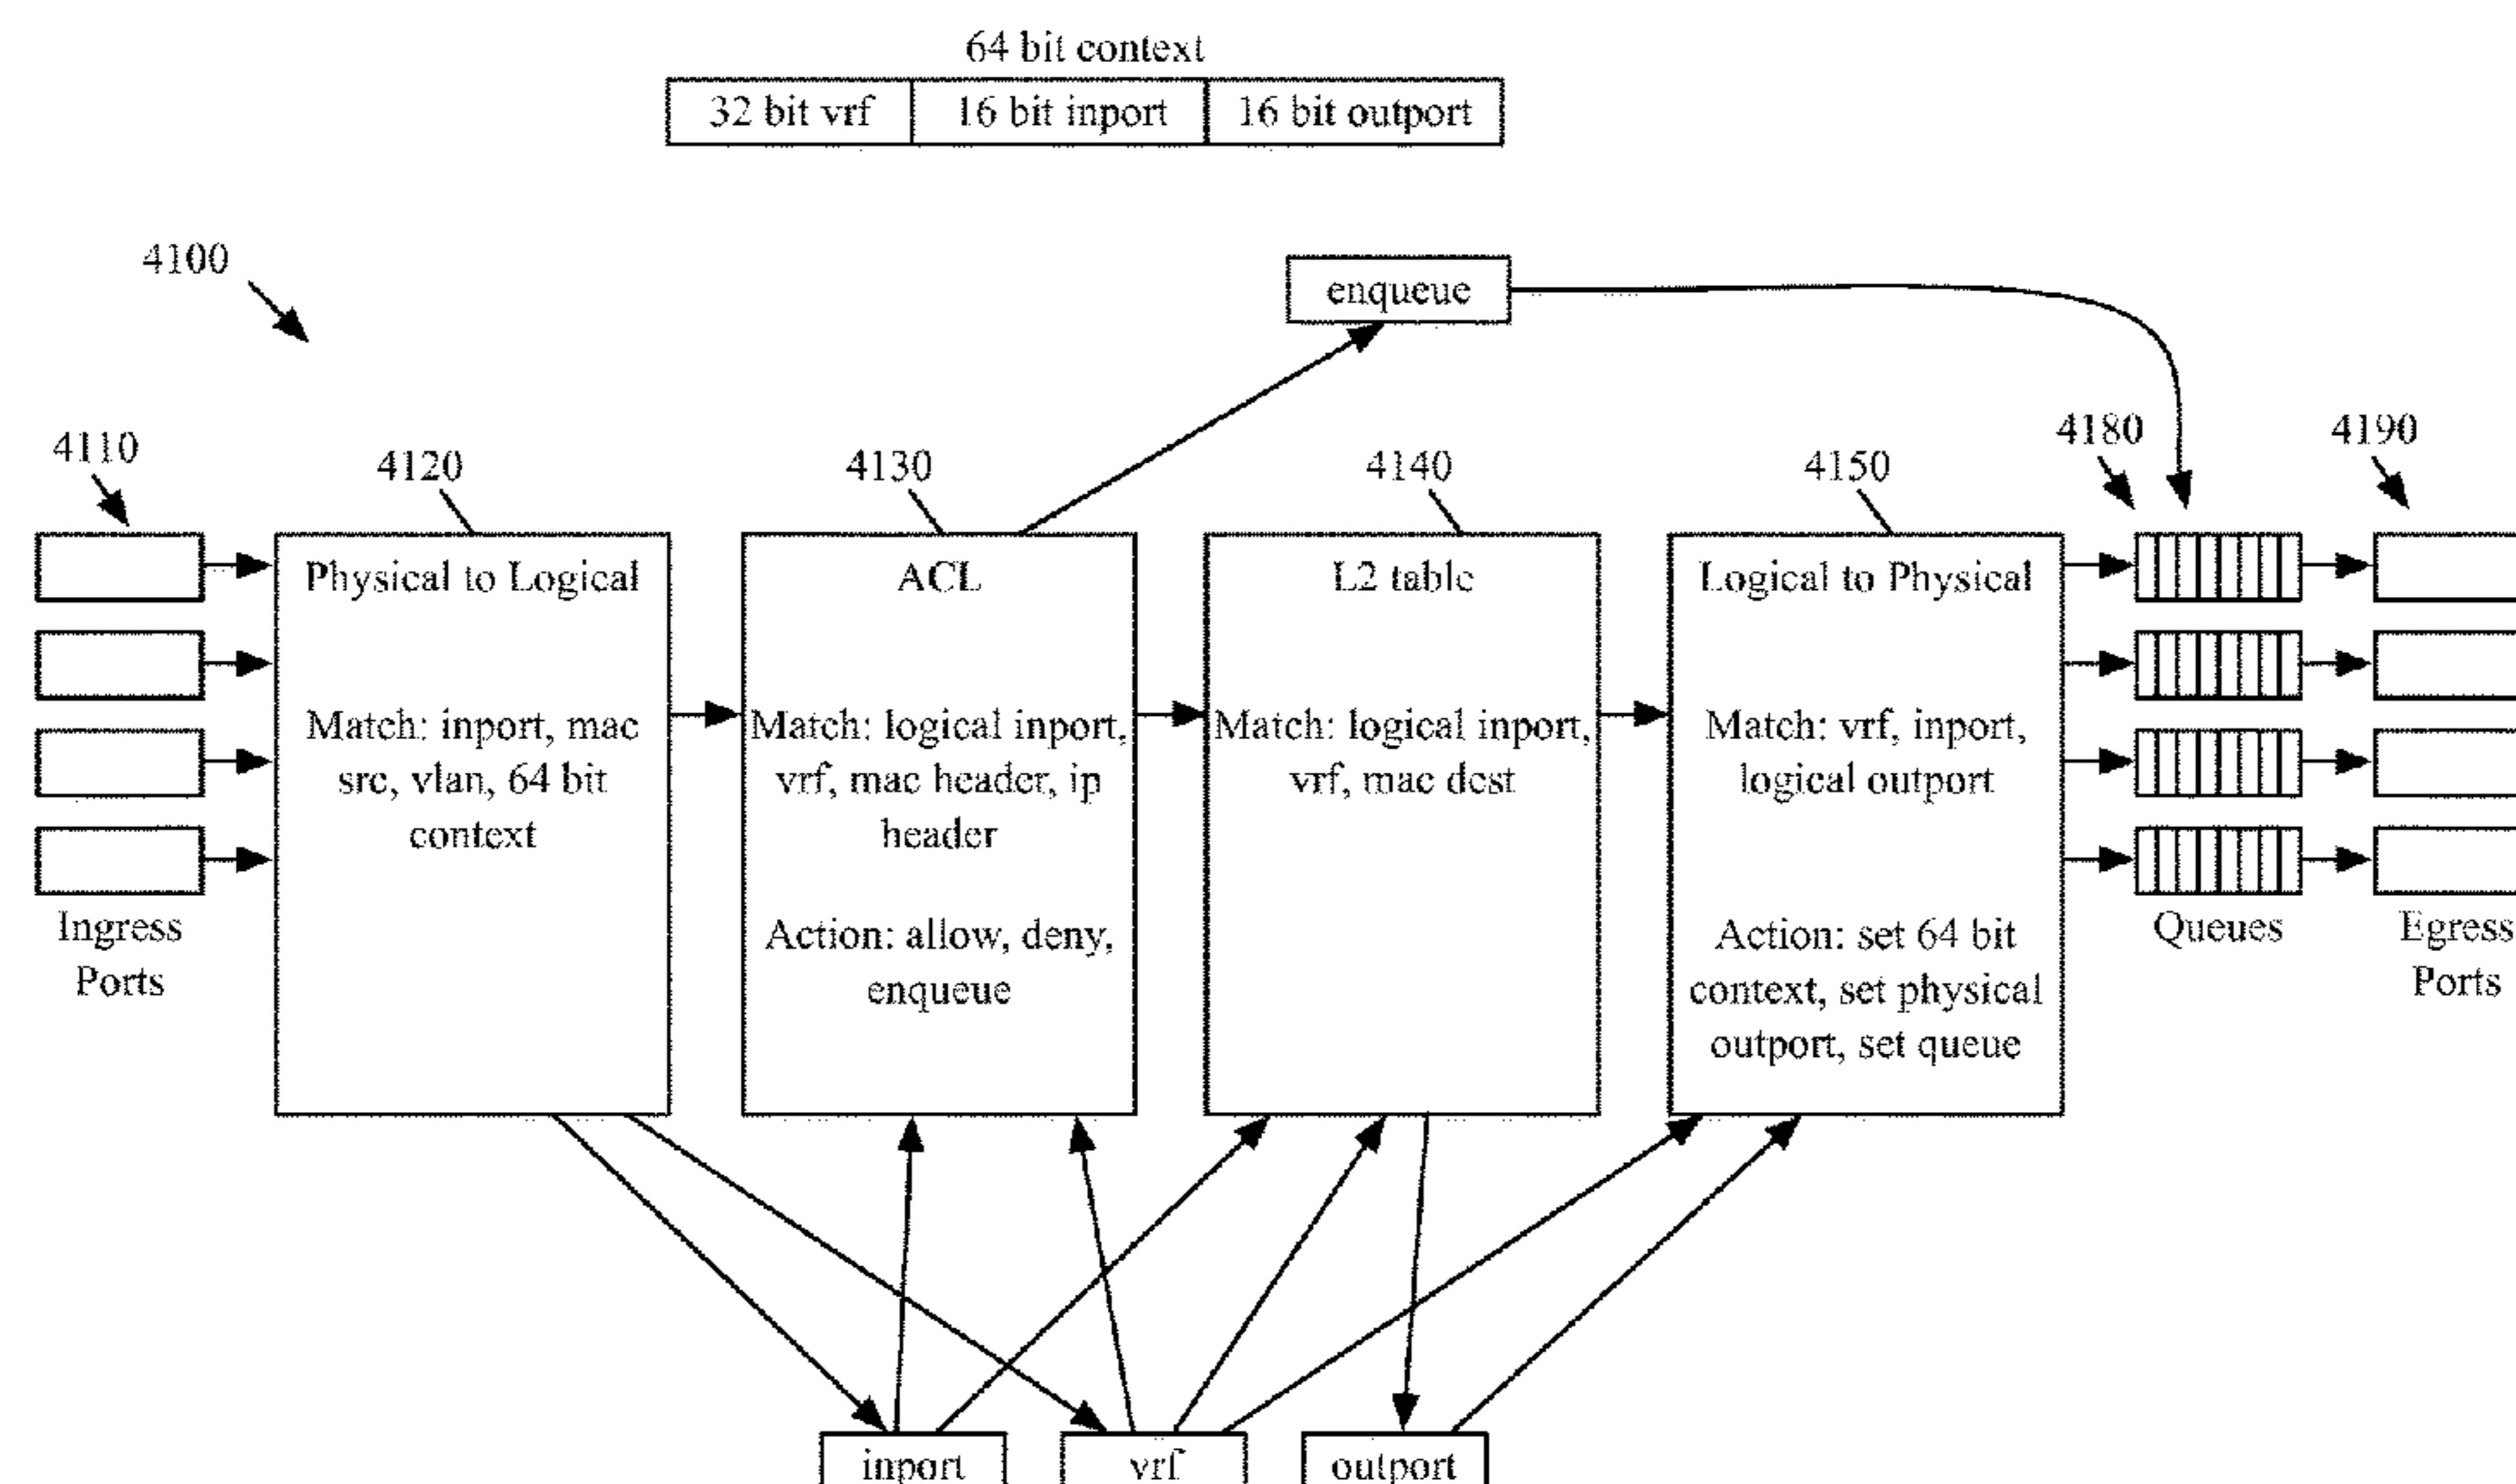 64 bit context
32 bit vrf
16 bit inport
16 bit outport
4100
enqueue
4110
4120
4130
4140
4150
4180
4190
Physical to Logical
Match: inport, mac
src, vlan, 64 bit
context
ACL
Match: logical inport,
vrf, mac header, ip
header
Action: allow, deny,
enqueue
L2 table
Match: logical inport,
vrf, mac dest
Logical to Physical
Match: vrf, inport,
logical outport
Action: set 64 bit
context, set physical
outport, set queue
Ingress
Ports
Queues
Egress
Ports
inport
vrf
outport